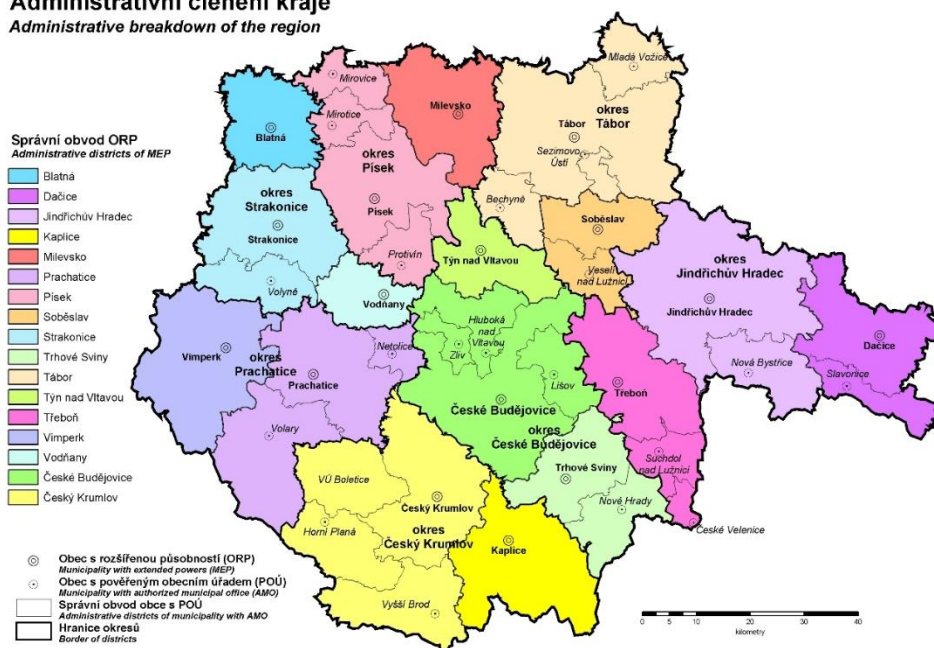 Administrativní členění kraje
Administrative breakdown of the region
Správní obvod ORP
Administrative districts of MEP
Blatná
Dačice
Jindřichův Hradec
Kaplice
Milevsko
Prachatice
Písek
Soběslav
Strakonice
Trhové Sviny
Tábor
Týn nad Vltavou
Třeboň
Vimperk
Vodňany
České Budějovice
Český Krumlov
Obec s rozšířenou působností (ORP)
Municipality with extended powers (MEP)
Obec s pověřeným obecním úřadem (POÚ)
Municipality with authorized municipal office (AMO)
Správní obvod obce s POÚ
Administrative districts of municipality with AMO
Hranice okresů
Border of districts
Mladá Vožice
Mirovice
Milevsko
okres
Tábor
Mirotice
Blatná
Tábor
Sezimovo
Ústí
okres
Písek
okres
Strakonice
Písek
Bechyně
Strakonice
Soběslav
Protivín
Týn nad Vltavou
okres
Jindřichův Hradec
Volyně
Veselí
nad Lužnicí
Vodňany
Jindřichův Hradec
Hluboká
nad
Vltavou
Netolice
Zliv
Dačice
Vimperk
okres
Prachatice
Prachatice
Nová Bystřice
Slavonice
Lišov
Třeboň
České Budějovice
okres
České Budějovice
Volary
Suchdol
nad Lužnicí
Trhové Sviny
VÚ Boletice
Nové Hrady
Český Krumlov
Horní Planá
okres
Český Krumlov
České Velenice
Kaplice
Vyšší Brod
0 5 10 20 30 40
kilometry